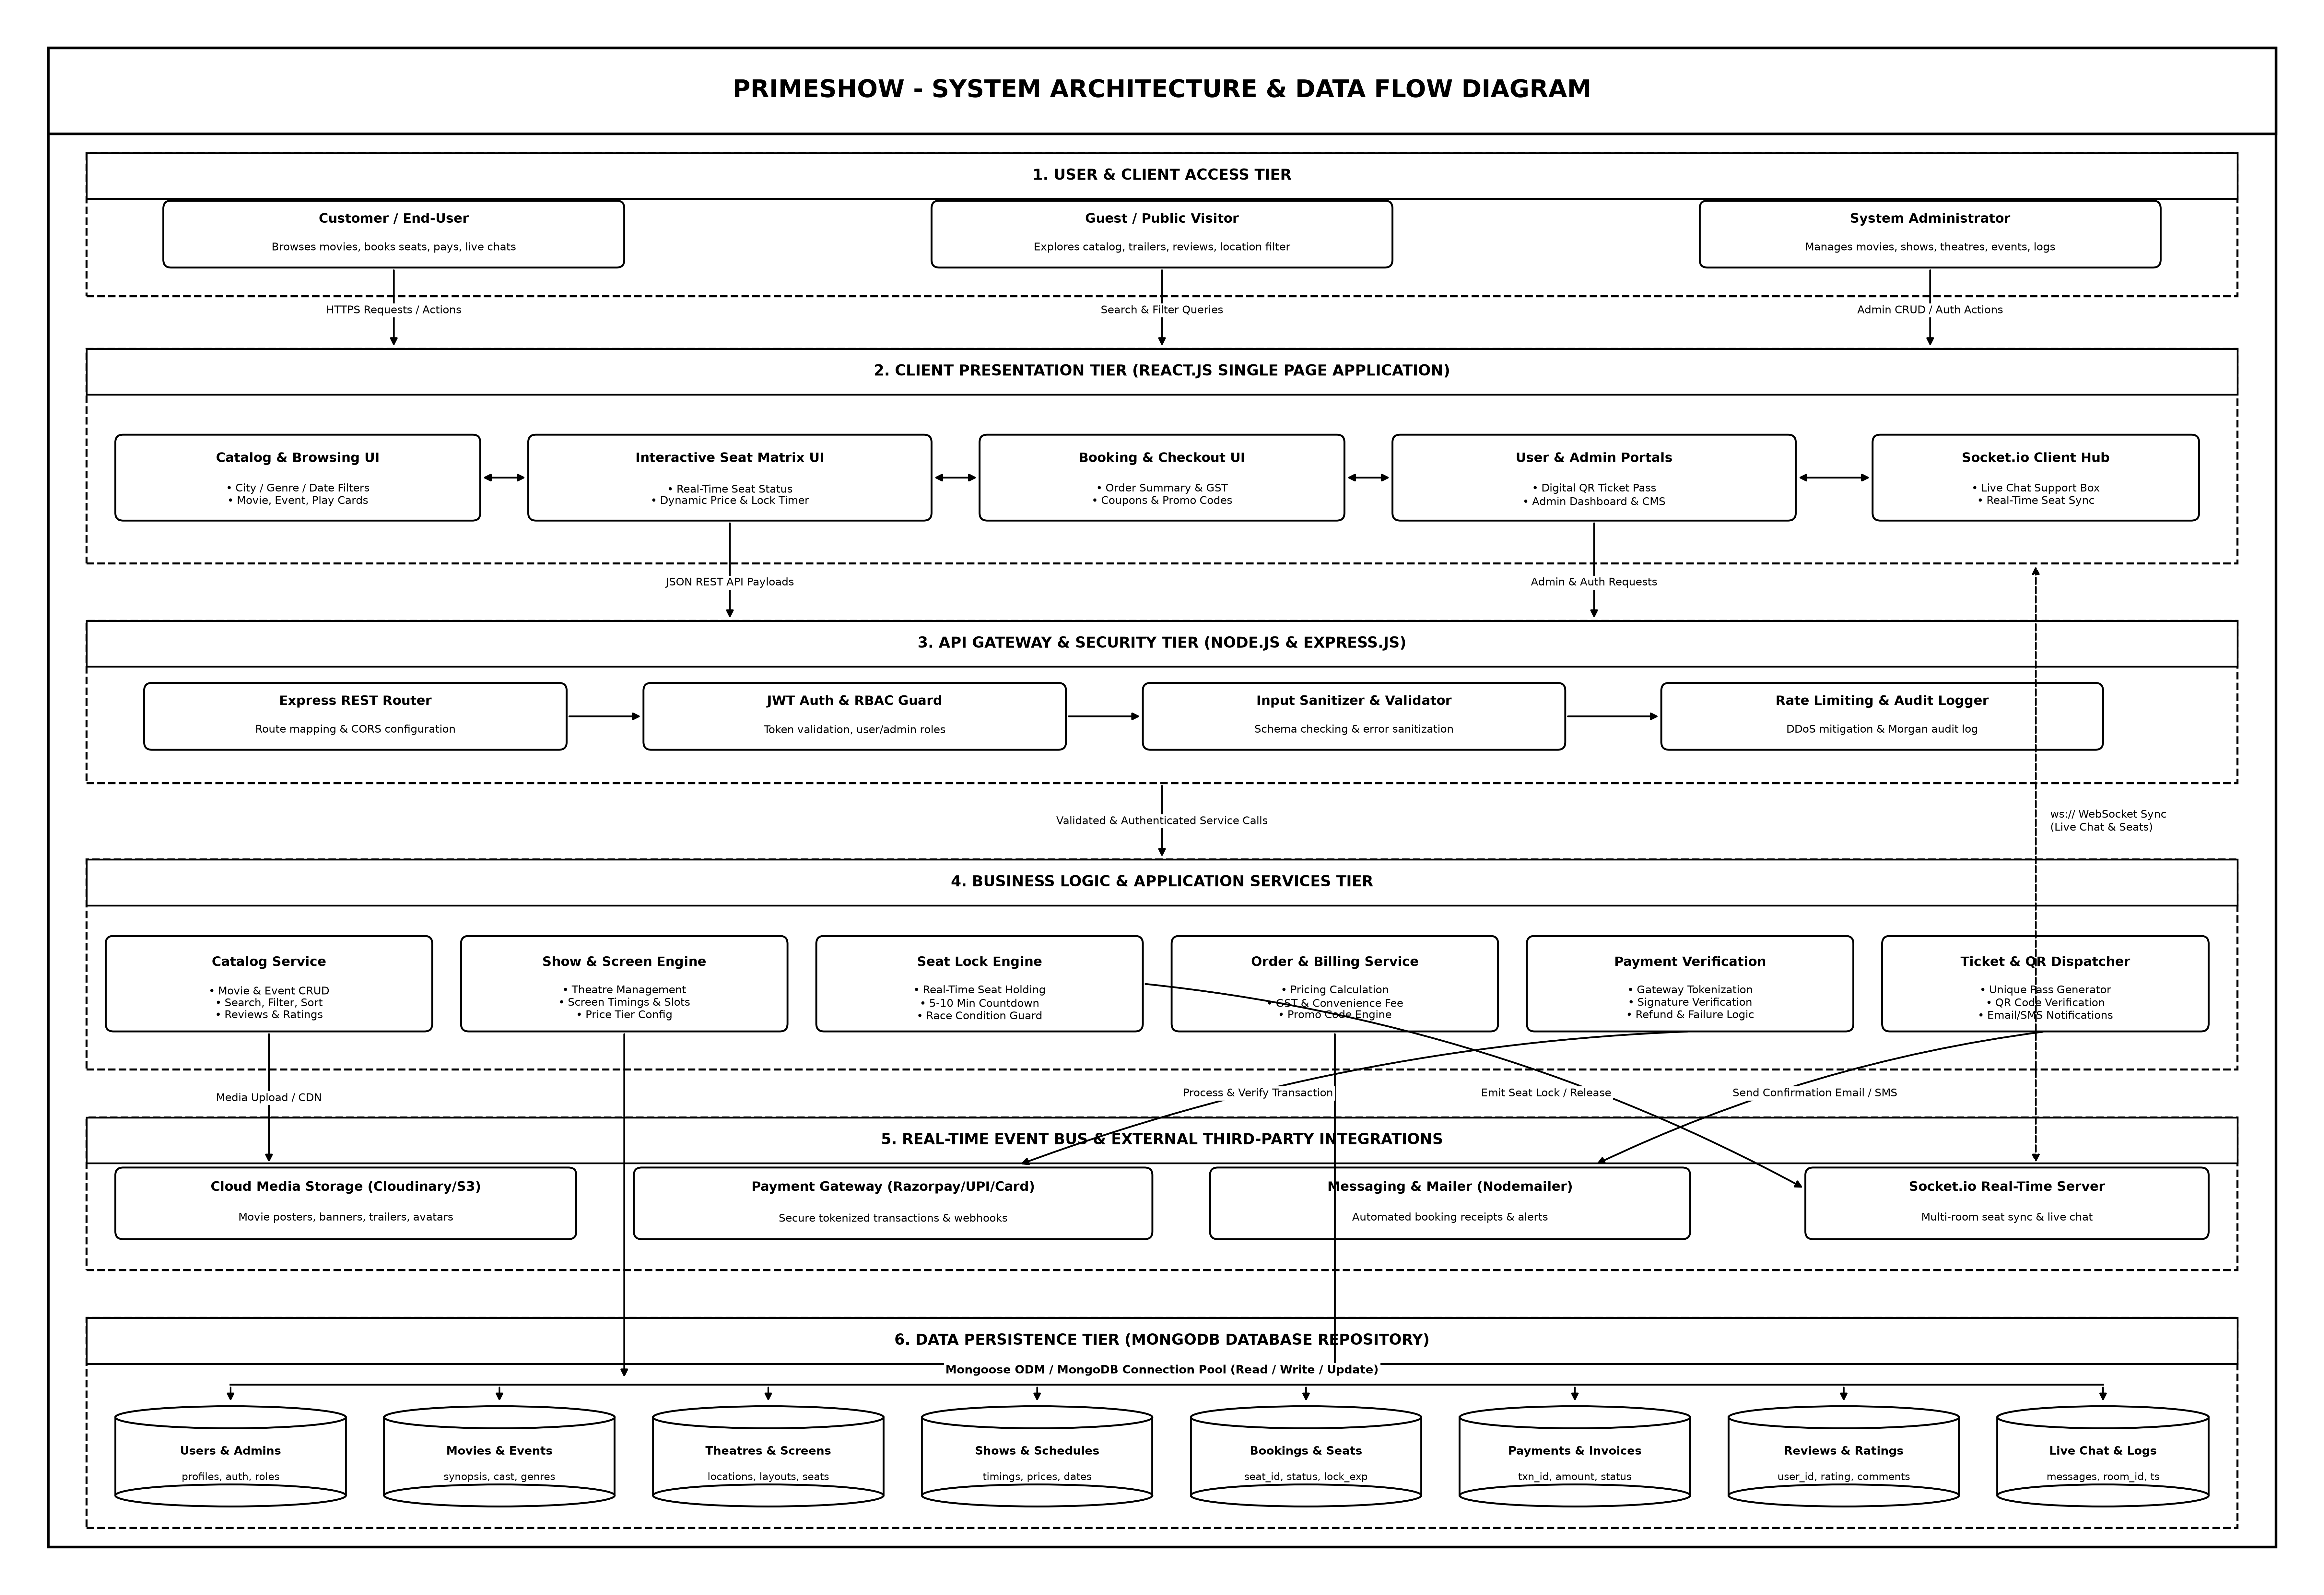 PRIMESHOW - SYSTEM ARCHITECTURE & DATA FLOW DIAGRAM
1. USER & CLIENT ACCESS TIER
Customer / End-User
Browses movies, books seats, pays, live chats
Guest / Public Visitor
Explores catalog, trailers, reviews, location filter
System Administrator
Manages movies, shows, theatres, events, logs
HTTPS Requests / Actions
Search & Filter Queries
Admin CRUD / Auth Actions
2. CLIENT PRESENTATION TIER (REACT.JS SINGLE PAGE APPLICATION)
Catalog & Browsing UI
• City / Genre / Date Filters
• Movie, Event, Play Cards
Interactive Seat Matrix UI
• Real-Time Seat Status
• Dynamic Price & Lock Timer
Booking & Checkout UI
• Order Summary & GST
• Coupons & Promo Codes
User & Admin Portals
• Digital QR Ticket Pass
• Admin Dashboard & CMS
Socket.io Client Hub
• Live Chat Support Box
• Real-Time Seat Sync
JSON REST API Payloads
Admin & Auth Requests
3. API GATEWAY & SECURITY TIER (NODE.JS & EXPRESS.JS)
Express REST Router
Route mapping & CORS configuration
JWT Auth & RBAC Guard
Token validation, user/admin roles
Input Sanitizer & Validator
Schema checking & error sanitization
Rate Limiting & Audit Logger
DDoS mitigation & Morgan audit log
Validated & Authenticated Service Calls
ws:// WebSocket Sync
(Live Chat & Seats)
4. BUSINESS LOGIC & APPLICATION SERVICES TIER
Catalog Service
• Movie & Event CRUD
• Search, Filter, Sort
• Reviews & Ratings
Show & Screen Engine
• Theatre Management
• Screen Timings & Slots
• Price Tier Config
Seat Lock Engine
• Real-Time Seat Holding
• 5-10 Min Countdown
• Race Condition Guard
Order & Billing Service
• Pricing Calculation
• GST & Convenience Fee
• Promo Code Engine
Payment Verification
• Gateway Tokenization
• Signature Verification
• Refund & Failure Logic
Ticket & QR Dispatcher
• Unique Pass Generator
• QR Code Verification
• Email/SMS Notifications
Media Upload / CDN
Process & Verify Transaction
Emit Seat Lock / Release
Send Confirmation Email / SMS
5. REAL-TIME EVENT BUS & EXTERNAL THIRD-PARTY INTEGRATIONS
Cloud Media Storage (Cloudinary/S3)
Movie posters, banners, trailers, avatars
Payment Gateway (Razorpay/UPI/Card)
Secure tokenized transactions & webhooks
Messaging & Mailer (Nodemailer)
Automated booking receipts & alerts
Socket.io Real-Time Server
Multi-room seat sync & live chat
6. DATA PERSISTENCE TIER (MONGODB DATABASE REPOSITORY)
Mongoose ODM / MongoDB Connection Pool (Read / Write / Update)
Users & Admins
profiles, auth, roles
Movies & Events
synopsis, cast, genres
Theatres & Screens
locations, layouts, seats
Shows & Schedules
timings, prices, dates
Bookings & Seats
seat_id, status, lock_exp
Payments & Invoices
txn_id, amount, status
Reviews & Ratings
user_id, rating, comments
Live Chat & Logs
messages, room_id, ts